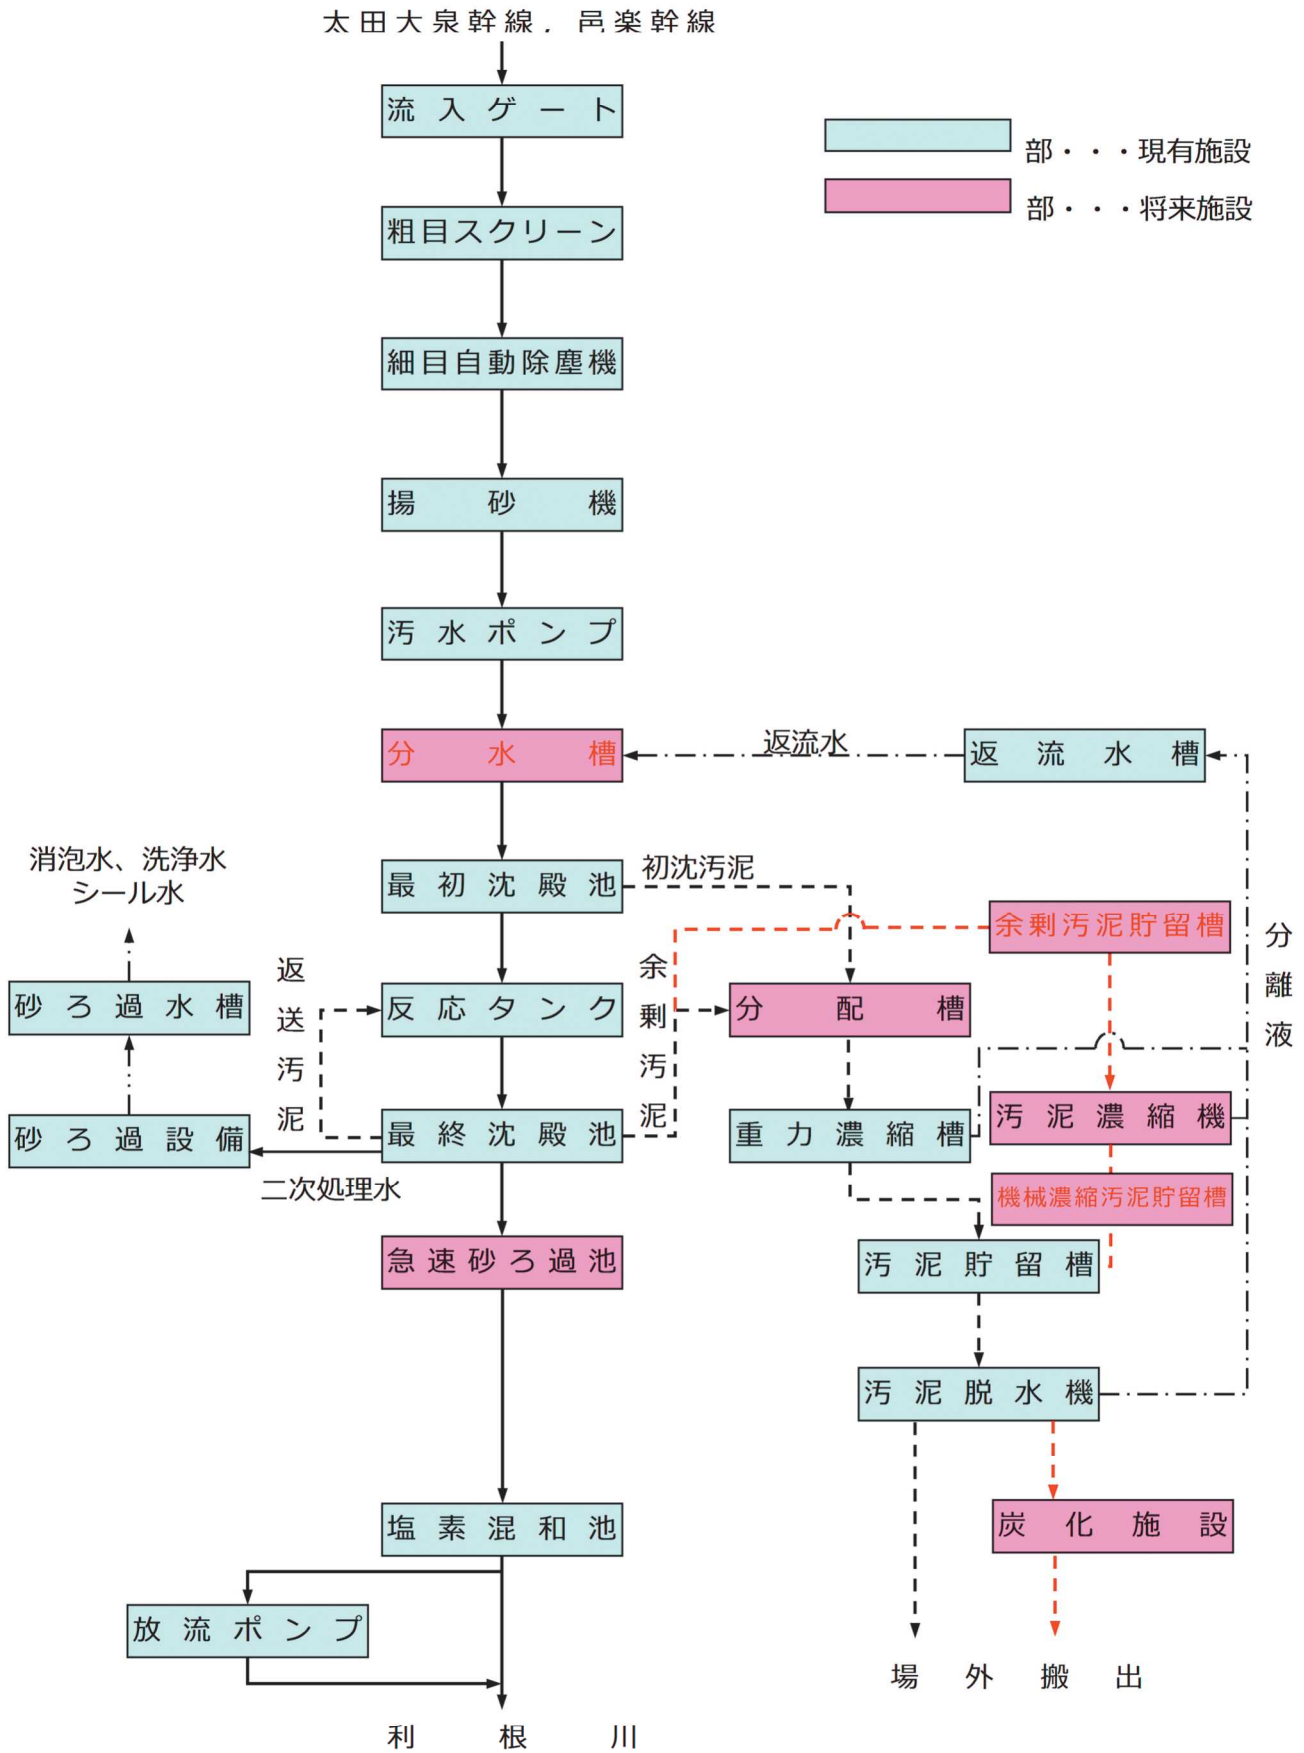 太田大泉幹線，邑楽幹線
流入ゲート
部・・・現有施設
部・・・将来施設
粗目スクリーン
細目自動除塵機
揚砂機
汚水ポンプ
分水槽
返流水
返流水槽
消泡水、洗浄水
シール水
最初沈殿池
初沈汚泥
余剰汚泥貯留槽
分離液
返送汚泥
余剰汚泥
砂ろ過水槽
反応タンク
分配槽
砂ろ過設備
最終沈殿池
重力濃縮槽
汚泥濃縮機
二次処理水
機械濃縮汚泥貯留槽
急速砂ろ過池
汚泥貯留槽
汚泥脱水機
塩素混和池
炭化施設
放流ポンプ
場外搬出
利根川